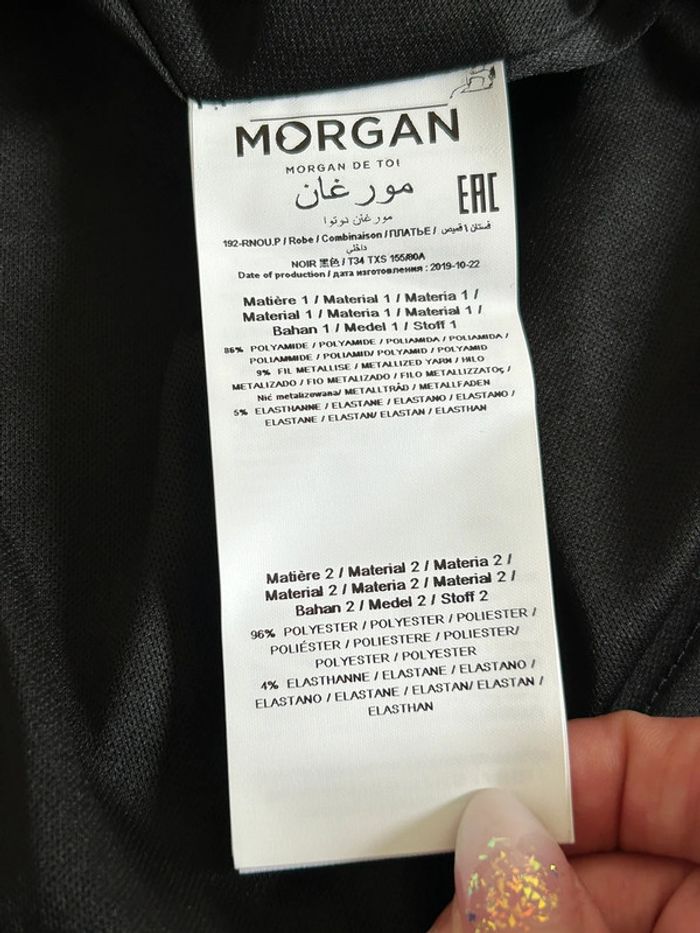 MORGAN
MORGAN DE TOI
مورغان
EAC
مورغان دوتوا
192-RNOU.P / Robe / Combinaison / ПЛАТЬЕ / فستان \ قميص
داخلي
NOIR 黑色 / T34 TXS 155/80A
Date of production / дата изготовления : 2019-10-22
Matière 1 / Material 1 / Materia 1 /
Material 1 / Materia 1 / Material 1 /
Bahan 1 / Medel 1 / Stoff 1
86% POLYAMIDE / POLYAMIDE / POLIAMIDA / POLIAMIDA /
POLIAMMIDE / POLIAMID/ POLYAMID / POLYAMID
9% FIL METALLISE / METALLIZED YARN / HILO
METALIZADO / FIO METALIZADO / FILO METALLIZZATO /
Nić metalizowana/ METALLTRÅD / METALLFADEN
5% ELASTHANNE / ELASTANE / ELASTANO / ELASTANO /
ELASTANE / ELASTAN/ ELASTAN / ELASTHAN
Matière 2 / Material 2 / Materia 2 /
Material 2 / Materia 2 / Material 2 /
Bahan 2 / Medel 2 / Stoff 2
96% POLYESTER / POLYESTER / POLIESTER /
POLIÉSTER / POLIESTERE / POLIESTER/
POLYESTER / POLYESTER
4% ELASTHANNE / ELASTANE / ELASTANO /
ELASTANO / ELASTANE / ELASTAN/ ELASTAN /
ELASTHAN